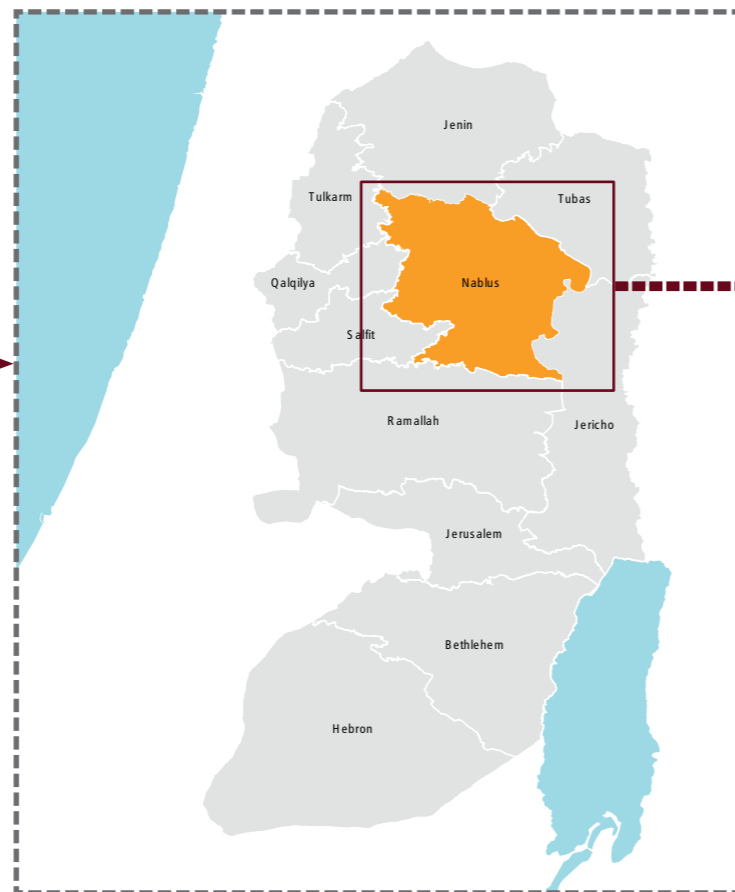 Jenin
Tulkarm
Tubas
Qalqilya
Nablus
Salfit
Ramallah
Jericho
Jerusalem
Bethlehem
Hebron